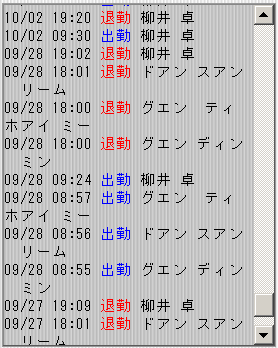 10/02 19:20 退勤 柳井 卓
10/02 09:30 出勤 柳井 卓
09/28 19:02 退勤 柳井 卓
09/28 18:01 退勤 ドアン スアン
リーム
09/28 18:00 退勤 グエン ティ
ホアイ ミー
09/28 18:00 退勤 グエン ディン
ミン
09/28 09:24 出勤 柳井 卓
09/28 08:57 出勤 グエン ティ
ホアイ ミー
09/28 08:56 出勤 ドアン スアン
リーム
09/28 08:55 出勤 グエン ディン
ミン
09/27 19:09 退勤 柳井 卓
09/27 18:01 退勤 ドアン スアン
リーム